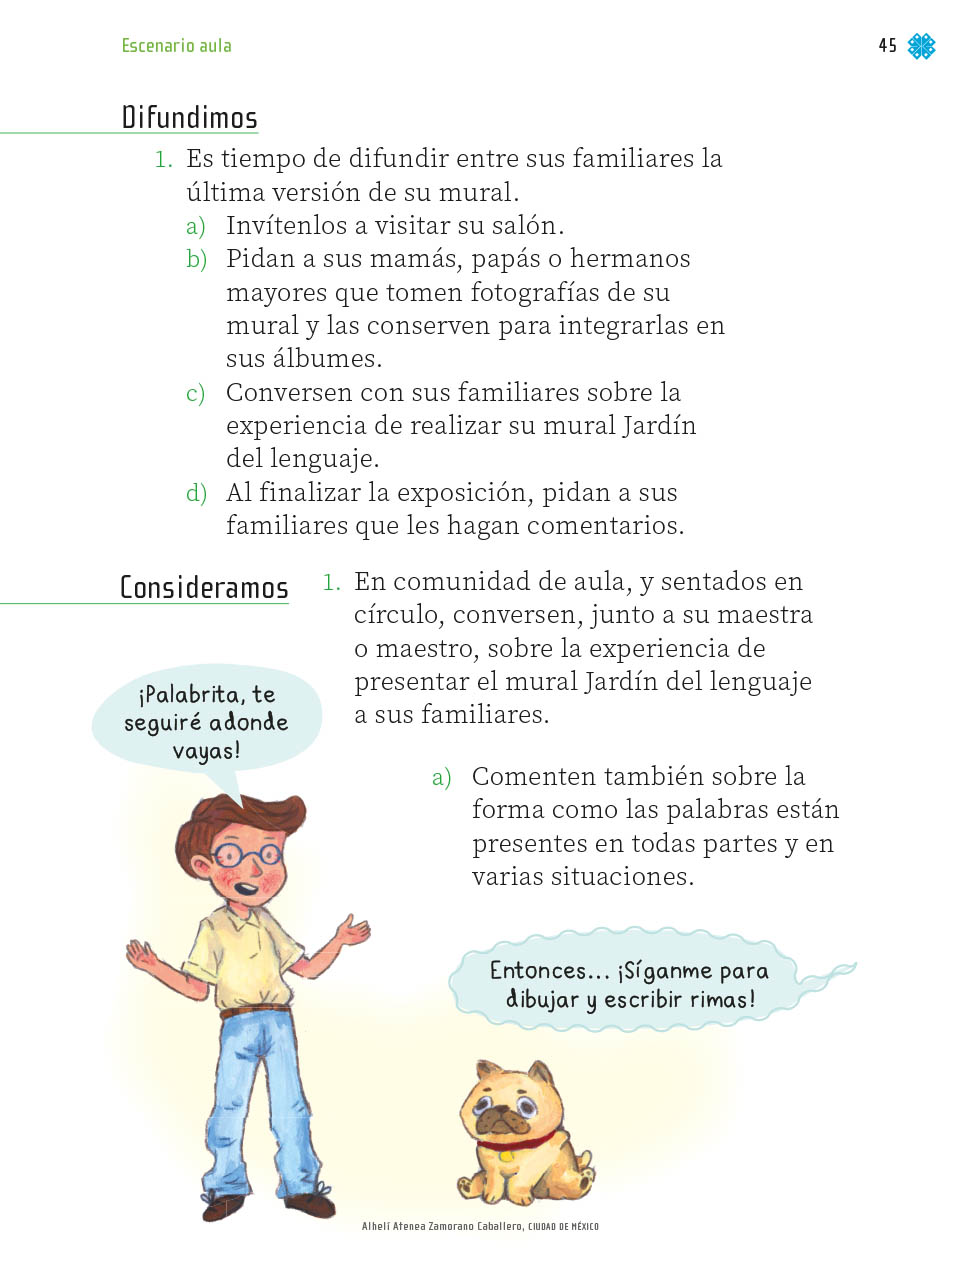 Escenario aula
45
Difundimos
1. Es tiempo de difundir entre sus familiares la
última versión de su mural.
a) Invítenlos a visitar su salón.
b) Pidan a sus mamás, papás o hermanos
mayores que tomen fotografías de su
mural y las conserven para integrarlas en
sus álbumes.
c) Conversen con sus familiares sobre la
experiencia de realizar su mural Jardín
del lenguaje.
d) Al finalizar la exposición, pidan a sus
familiares que les hagan comentarios.
Consideramos
1. En comunidad de aula, y sentados en
círculo, conversen, junto a su maestra
o maestro, sobre la experiencia de
presentar el mural Jardín del lenguaje
a sus familiares.
¡Palabrita, te
seguiré adonde
vayas!
a) Comenten también sobre la
forma como las palabras están
presentes en todas partes y en
varias situaciones.
Entonces... ¡Síganme para
dibujar y escribir rimas!
Alhelí Atenea Zamorano Caballero, CIUDAD DE MÉXICO